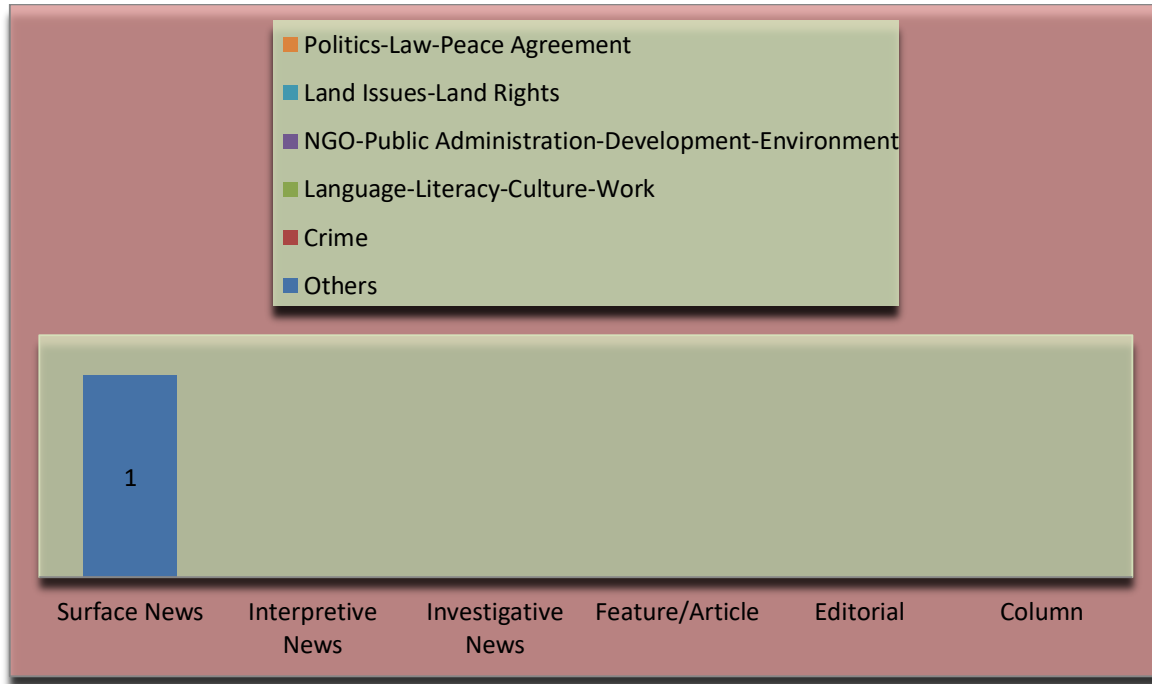 Politics-Law-Peace Agreement
Land Issues-Land Rights
NGO-Public Administration-Development-Environment
Language-Literacy-Culture-Work
Crime
Others
1
Surface News
Interpretive
News
Investigative
News
Feature/Article
Editorial
Column